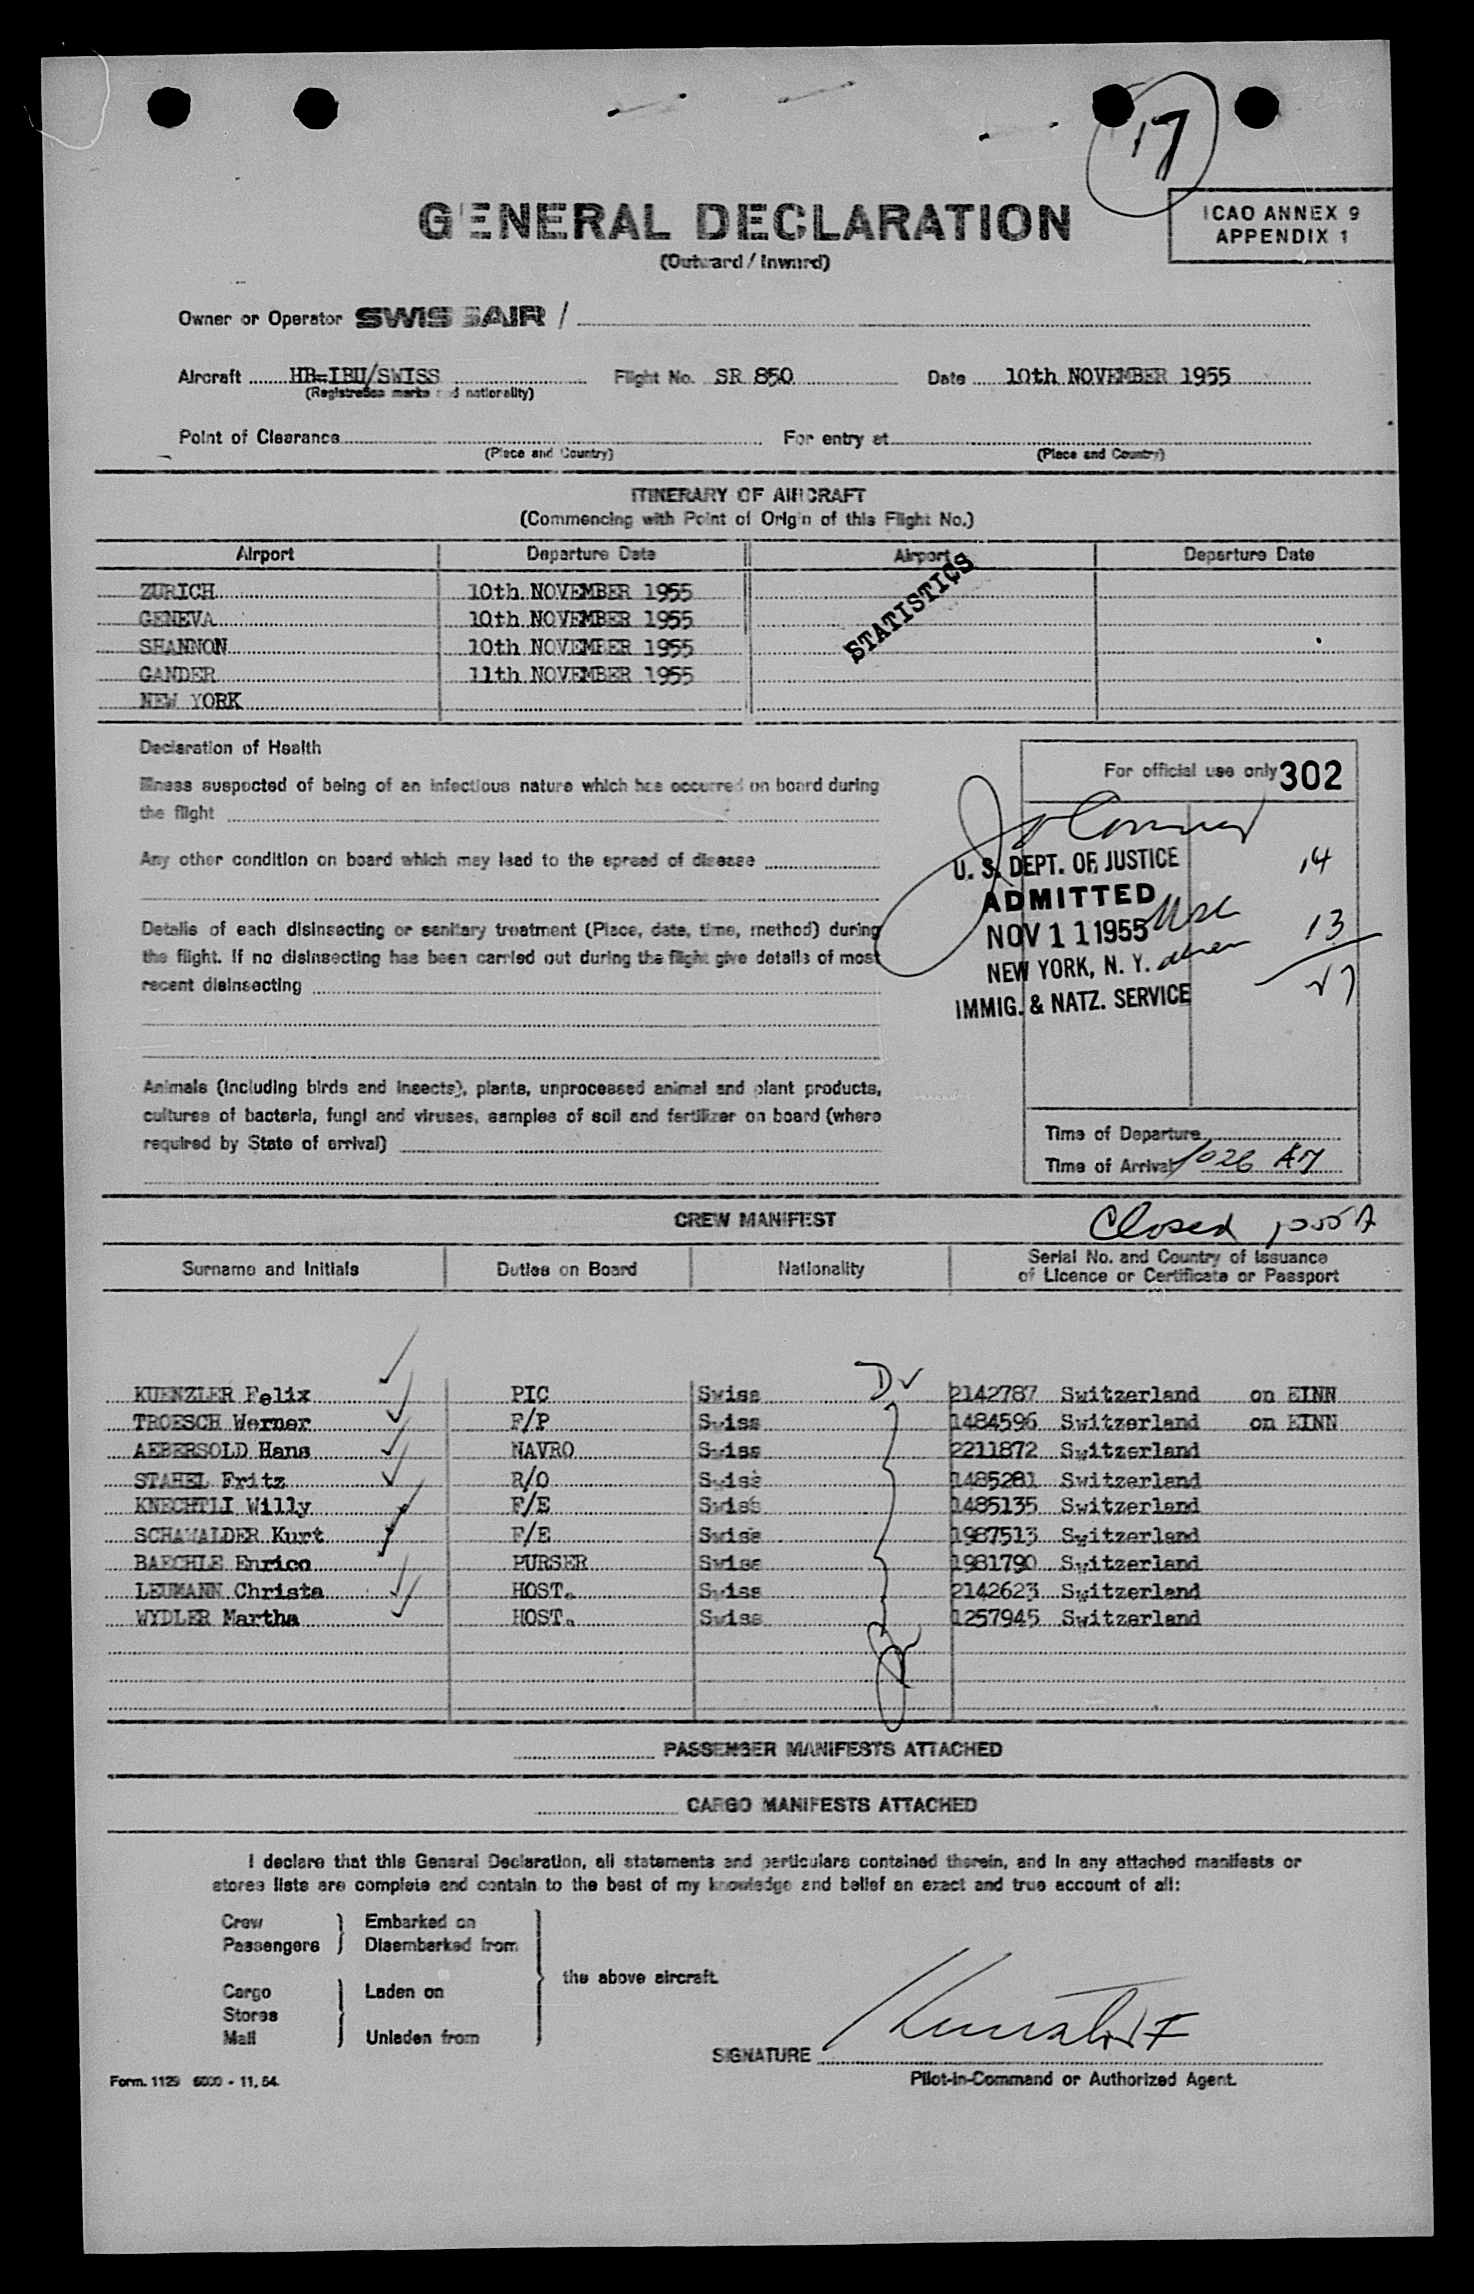 17
GENERAL DECLARATION
(Outward / Inward)
ICAO ANNEX 9
APPENDIX 1
Owner or Operator SWISSAIR /
Aircraft HB-IBU/SWISS Flight No. SR 850 Date 10th NOVEMBER 1955
(Registration marks and nationality)
Point of Clearance For entry at
(Place and Country) (Place and Country)
ITINERARY OF AIRCRAFT
(Commencing with Point of Origin of this Flight No.)
Airport Departure Date Airport Departure Date
ZURICH 10th NOVEMBER 1955
GENEVA 10th NOVEMBER 1955
SHANNON 10th NOVEMBER 1955
GANDER 11th NOVEMBER 1955
NEW YORK
STATISTICS
Declaration of Health
Illness suspected of being of an infectious nature which has occurred on board during
the flight
Any other condition on board which may lead to the spread of disease
Details of each disinsecting or sanitary treatment (Place, date, time, method) during
the flight. If no disinsecting has been carried out during the flight give details of most
recent disinsecting
Animals (including birds and insects), plants, unprocessed animal and plant products,
cultures of bacteria, fungi and viruses, samples of soil and fertilizer on board (where
required by State of arrival)
For official use only 302
U. S. DEPT. OF JUSTICE
ADMITTED
NOV 11 1955
NEW YORK, N. Y.
IMMIG. & NATZ. SERVICE
14
13
27
Time of Departure
Time of Arrival 1026 AM
CREW MANIFEST
Closed
Surname and Initials Duties on Board Nationality Serial No. and Country of Issuance
of Licence or Certificate or Passport
KUENZLER Felix PIC Swiss 2142787 Switzerland on EINN
TROESCH Werner F/P Swiss 1484596 Switzerland on EINN
AEBERSOLD Hans NAVRO Swiss 2211872 Switzerland
STAHEL Fritz R/O Swiss 1485281 Switzerland
KNECHTLI Willy F/E Swiss 1485135 Switzerland
SCHAWALDER Kurt F/E Swiss 1987513 Switzerland
BAECHLE Enrico PURSER Swiss 1981790 Switzerland
LEUMANN Christa HOST. Swiss 2142623 Switzerland
WYDLER Martha HOST. Swiss 1257945 Switzerland
PASSENGER MANIFESTS ATTACHED
CARGO MANIFESTS ATTACHED
I declare that this General Declaration, all statements and particulars contained therein, and in any attached manifests or
stores lists are complete and contain to the best of my knowledge and belief an exact and true account of all:
Crew Embarked on
Passengers Disembarked from
the above aircraft.
Cargo Laden on
Stores
Mail Unladen from
SIGNATURE
Pilot-in-Command or Authorized Agent.
Form. 1129 6000 - 11, 54.